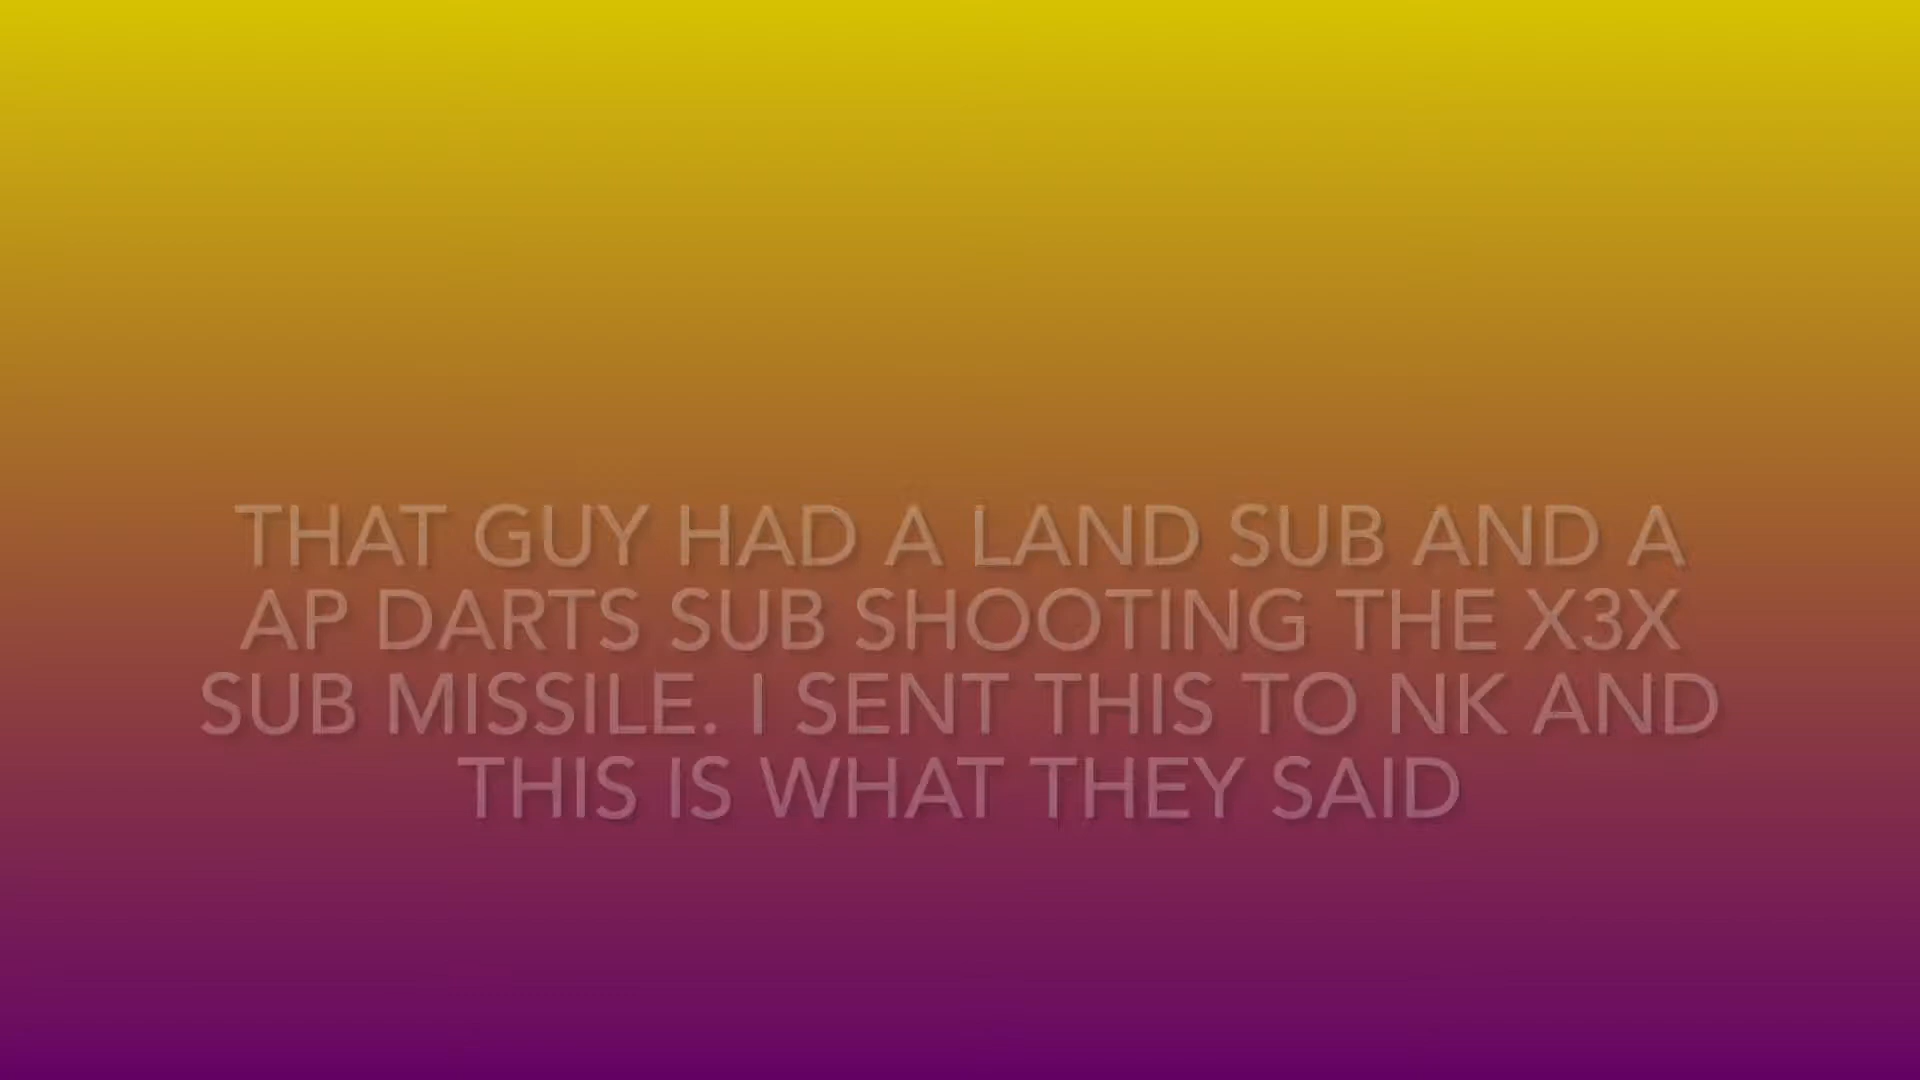 THAT GUY HAD A LAND SUB AND A
AP DARTS SUB SHOOTING THE X3X
SUB MISSILE. I SENT THIS TO NK AND
THIS IS WHAT THEY SAID